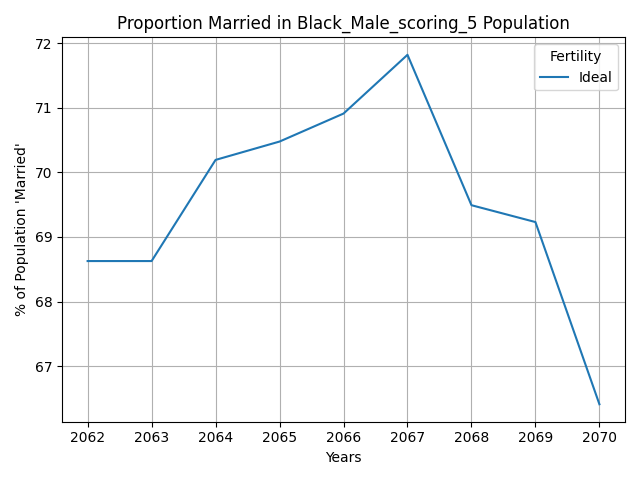 Proportion Married in Black_Male_scoring_5 Population
Fertility
Ideal
72
71
70
69
68
67
% of Population 'Married'
2062 2063 2064 2065 2066 2067 2068 2069 2070
Years